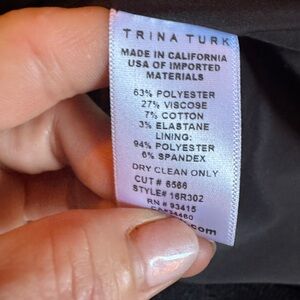 TRINA TURK
MADE IN CALIFORNIA
USA OF IMPORTED
MATERIALS
63% POLYESTER
27% VISCOSE
7% COTTON
3% ELASTANE
LINING:
94% POLYESTER
6% SPANDEX
DRY CLEAN ONLY
CUT # 6566
STYLE# 16R302
RN # 93415